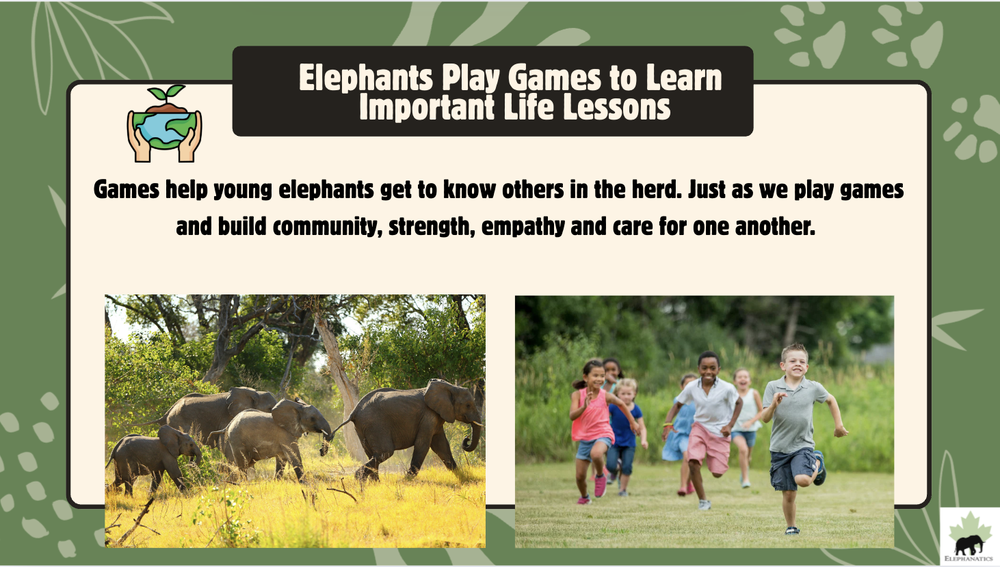 Elephants Play Games to Learn
Important Life Lessons
Games help young elephants get to know others in the herd. Just as we play games
and build community, strength, empathy and care for one another.
ELEPHANATICS